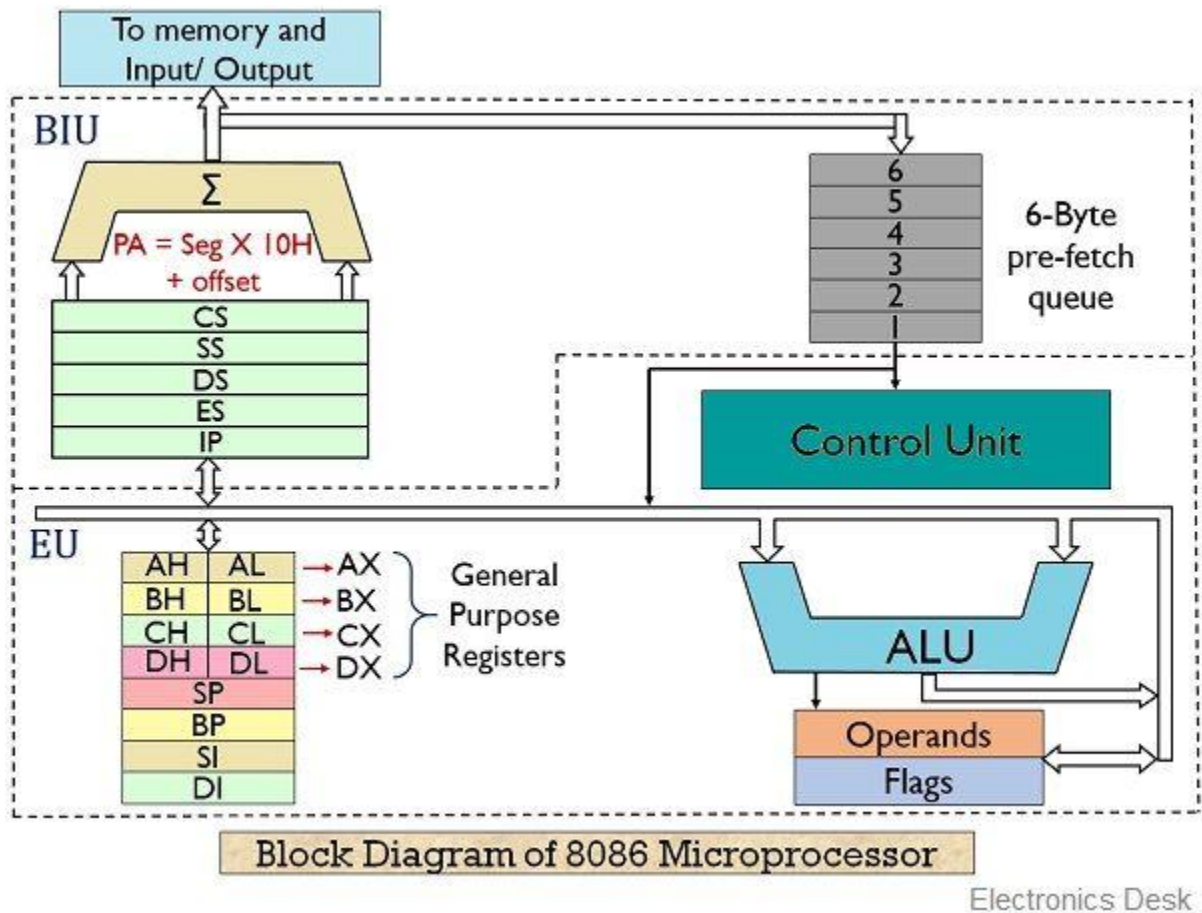 To memory and
Input/ Output
BIU
Σ
PA = Seg X 10H
+ offset
CS
SS
DS
ES
IP
6
5
4
3
2
1
6-Byte
pre-fetch
queue
Control Unit
EU
AH AL AX
BH BL BX
CH CL CX
DH DL DX
SP
BP
SI
DI
General
Purpose
Registers
ALU
Operands
Flags
Block Diagram of 8086 Microprocessor
Electronics Desk